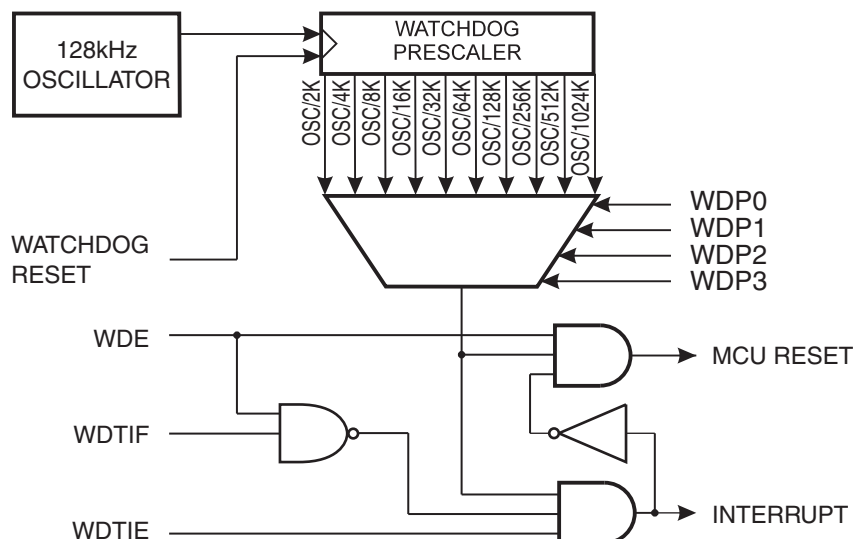 128kHz
OSCILLATOR
WATCHDOG
PRESCALER
OSC/2K
OSC/4K
OSC/8K
OSC/16K
OSC/32K
OSC/64K
OSC/128K
OSC/256K
OSC/512K
OSC/1024K
WDP0
WDP1
WDP2
WDP3
WATCHDOG
RESET
WDE
MCU RESET
WDTIF
INTERRUPT
WDTIE